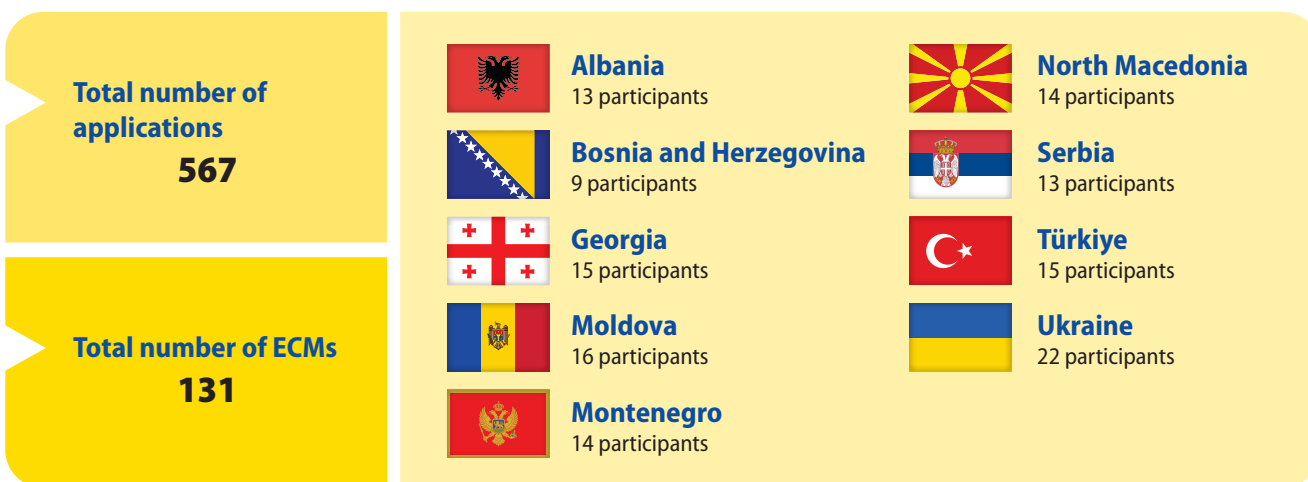 Total number of
applications
567
Total number of ECMs
131
Albania
13 participants
Bosnia and Herzegovina
9 participants
Georgia
15 participants
Moldova
16 participants
Montenegro
14 participants
North Macedonia
14 participants
Serbia
13 participants
Türkiye
15 participants
Ukraine
22 participants